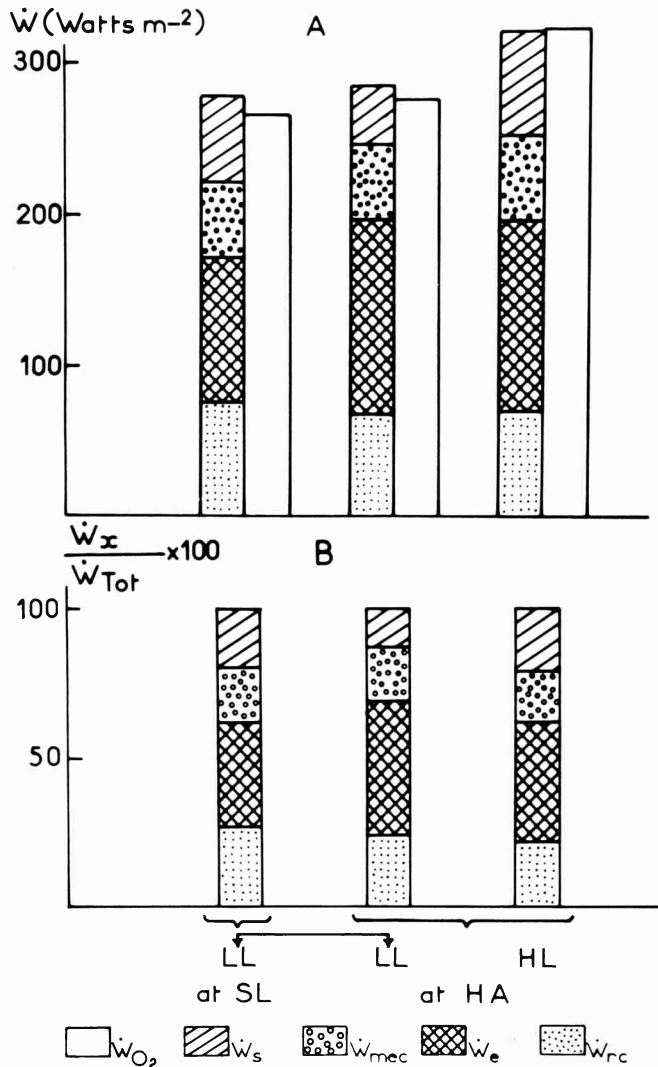 Ẇ (Watts m–2)
A
300
200
100
Ẇx
ẆTot
x100
B
100
50
LL
LL
HL
at SL
at HA
ẆO2
Ẇs
Ẇmec
Ẇe
Ẇrc